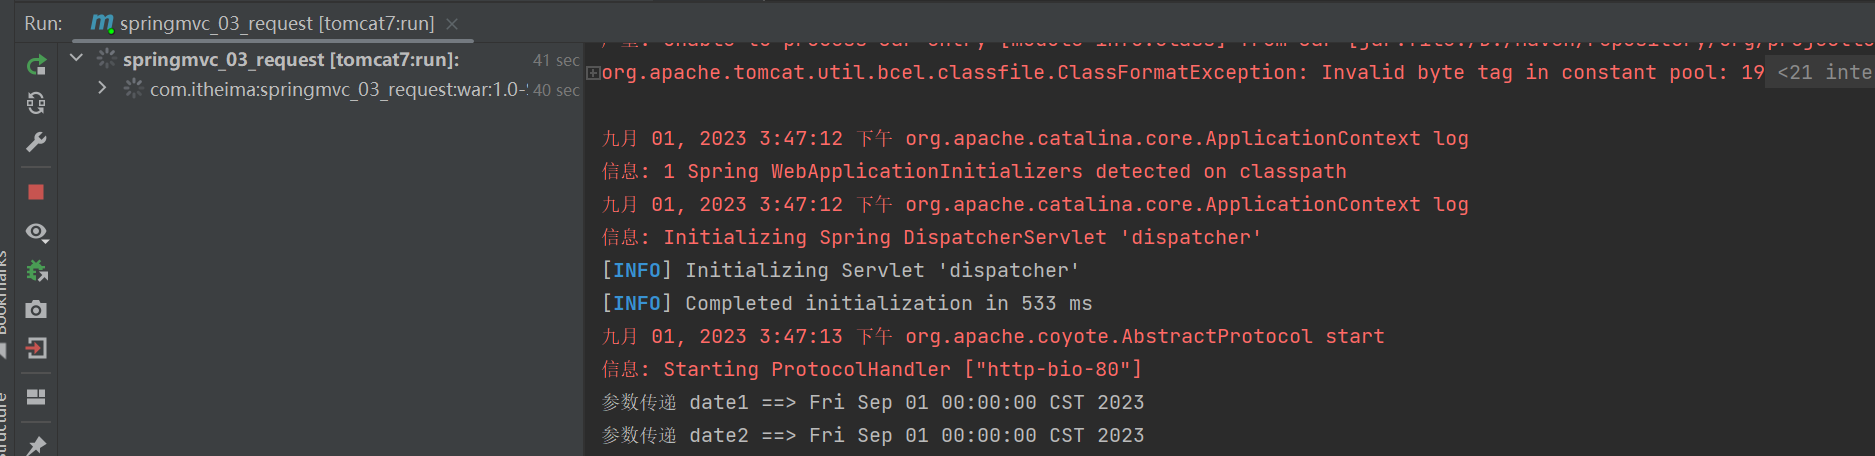 Run: springmvc_03_request [tomcat7:run]
springmvc_03_request [tomcat7:run]: 41 sec
com.itheima:springmvc_03_request:war:1.0-S 40 sec
org.apache.tomcat.util.bcel.classfile.ClassFormatException: Invalid byte tag in constant pool: 19 <21 inte
九月 01, 2023 3:47:12 下午 org.apache.catalina.core.ApplicationContext log
信息: 1 Spring WebApplicationInitializers detected on classpath
九月 01, 2023 3:47:12 下午 org.apache.catalina.core.ApplicationContext log
信息: Initializing Spring DispatcherServlet 'dispatcher'
[INFO] Initializing Servlet 'dispatcher'
[INFO] Completed initialization in 533 ms
九月 01, 2023 3:47:13 下午 org.apache.coyote.AbstractProtocol start
信息: Starting ProtocolHandler ["http-bio-80"]
参数传递 date1 ==> Fri Sep 01 00:00:00 CST 2023
参数传递 date2 ==> Fri Sep 01 00:00:00 CST 2023
Bookmarks
Structure